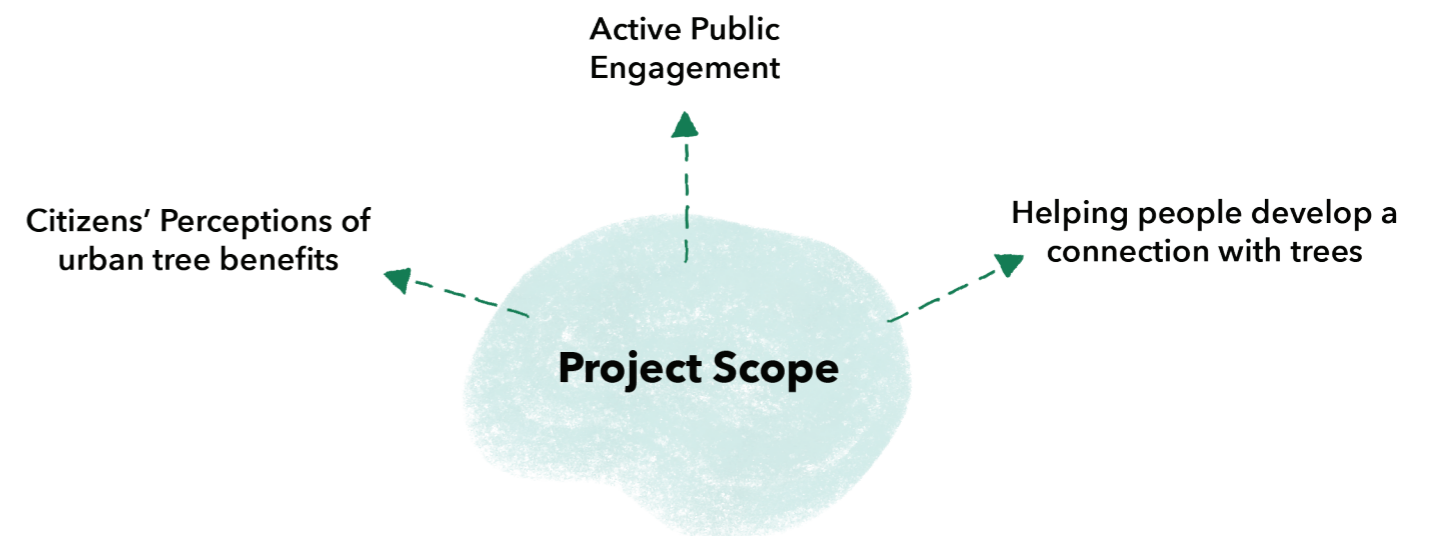 Active Public
Engagement
Citizens’ Perceptions of
urban tree benefits
Helping people develop a
connection with trees
Project Scope